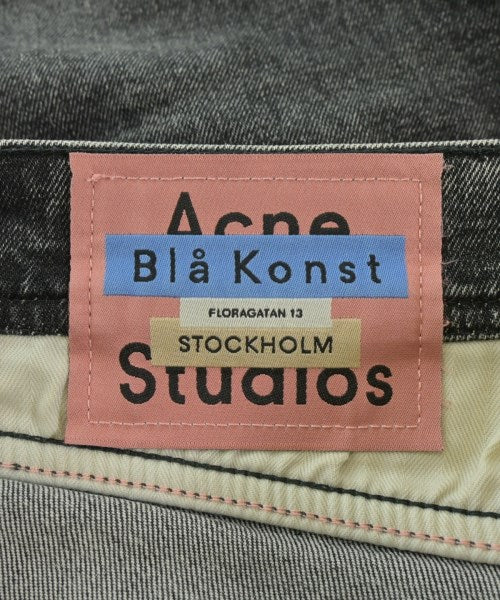 Acne
Blå Konst
FLORAGATAN 13
STOCKHOLM
Studios